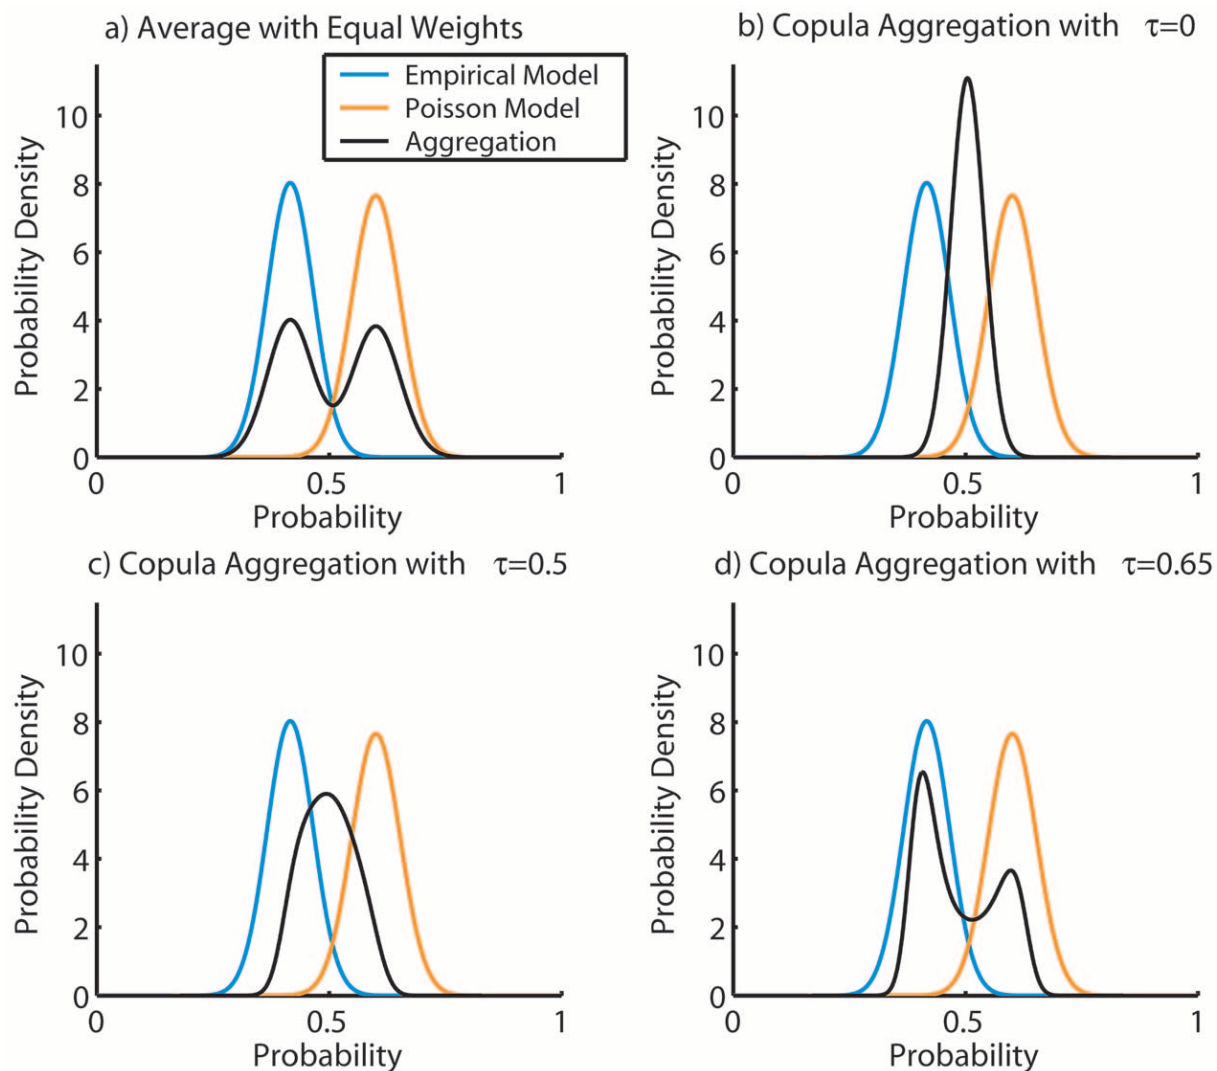 a) Average with Equal Weights
Empirical Model
Poisson Model
Aggregation
10
8
6
4
2
0
Probability Density
0
0.5
1
Probability
b) Copula Aggregation with τ=0
10
8
6
4
2
0
Probability Density
0
0.5
1
Probability
c) Copula Aggregation with τ=0.5
10
8
6
4
2
0
Probability Density
0
0.5
1
Probability
d) Copula Aggregation with τ=0.65
10
8
6
4
2
0
Probability Density
0
0.5
1
Probability